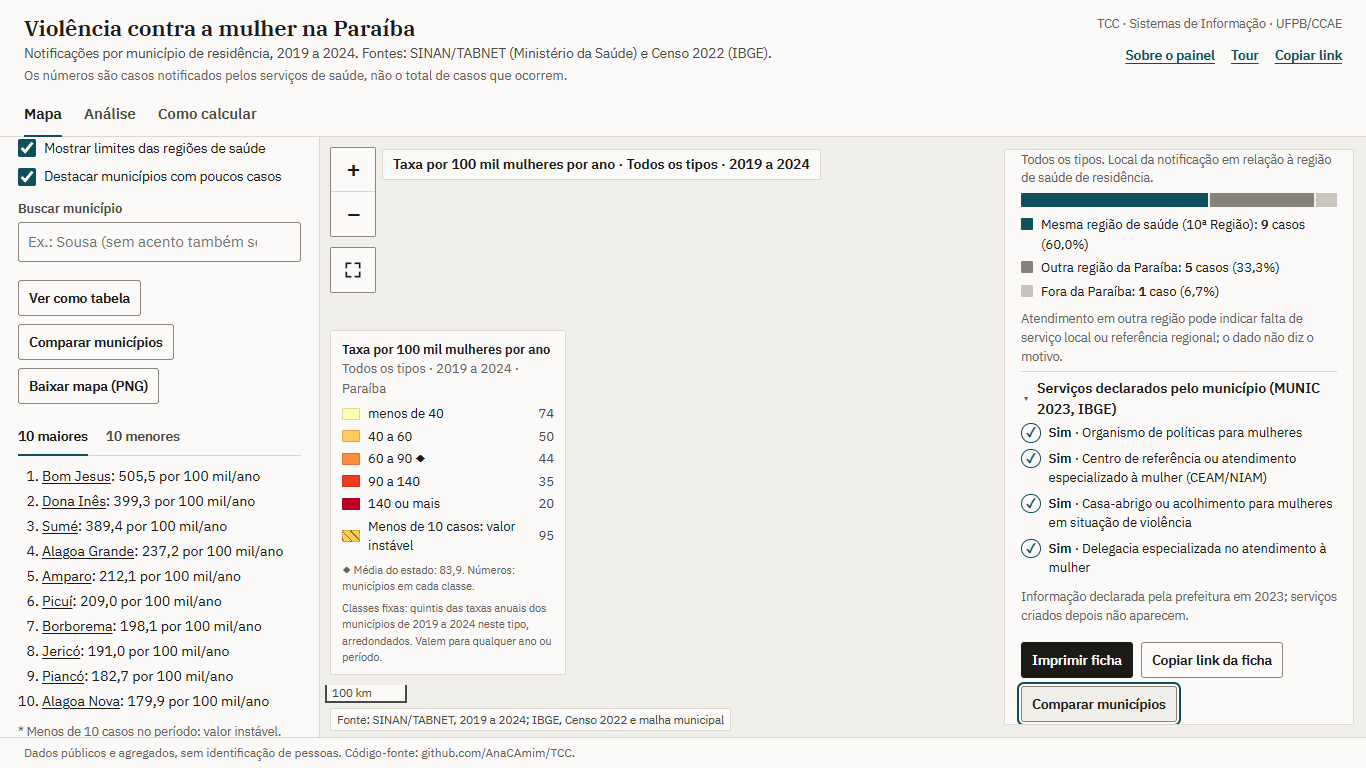 Violência contra a mulher na Paraíba
Notificações por município de residência, 2019 a 2024. Fontes: SINAN/TABNET (Ministério da Saúde) e Censo 2022 (IBGE).
Os números são casos notificados pelos serviços de saúde, não o total de casos que ocorrem.
TCC · Sistemas de Informação · UFPB/CCAE
Sobre o painel Tour Copiar link
Mapa Análise Como calcular
Mostrar limites das regiões de saúde
Destacar municípios com poucos casos
Buscar município
Ex.: Sousa (sem acento também
Ver como tabela
Comparar municípios
Baixar mapa (PNG)
10 maiores 10 menores
1. Bom Jesus: 505,5 por 100 mil/ano
2. Dona Inês: 399,3 por 100 mil/ano
3. Sumé: 389,4 por 100 mil/ano
4. Alagoa Grande: 237,2 por 100 mil/ano
5. Amparo: 212,1 por 100 mil/ano
6. Picuí: 209,0 por 100 mil/ano
7. Borborema: 198,1 por 100 mil/ano
8. Jericó: 191,0 por 100 mil/ano
9. Piancó: 182,7 por 100 mil/ano
10. Alagoa Nova: 179,9 por 100 mil/ano
* Menos de 10 casos no período: valor instável.
+
−
Taxa por 100 mil mulheres por ano · Todos os tipos · 2019 a 2024
Taxa por 100 mil mulheres por ano
Todos os tipos · 2019 a 2024 ·
Paraíba
menos de 40 74
40 a 60 50
60 a 90 ◆ 44
90 a 140 35
140 ou mais 20
Menos de 10 casos: valor
instável 95
◆ Média do estado: 83,9. Números:
municípios em cada classe.
Classes fixas: quintis das taxas anuais dos
municípios de 2019 a 2024 neste tipo,
arredondados. Valem para qualquer ano ou
período.
100 km
Fonte: SINAN/TABNET, 2019 a 2024; IBGE, Censo 2022 e malha municipal
Todos os tipos. Local da notificação em relação à região
de saúde de residência.
Mesma região de saúde (10ª Região): 9 casos
(60,0%)
Outra região da Paraíba: 5 casos (33,3%)
Fora da Paraíba: 1 caso (6,7%)
Atendimento em outra região pode indicar falta de
serviço local ou referência regional; o dado não diz o
motivo.
Serviços declarados pelo município (MUNIC
2023, IBGE)
Sim · Organismo de políticas para mulheres
Sim · Centro de referência ou atendimento
especializado à mulher (CEAM/NIAM)
Sim · Casa-abrigo ou acolhimento para mulheres
em situação de violência
Sim · Delegacia especializada no atendimento à
mulher
Informação declarada pela prefeitura em 2023; serviços
criados depois não aparecem.
Imprimir ficha Copiar link da ficha
Comparar municípios
Dados públicos e agregados, sem identificação de pessoas. Código-fonte: github.com/AnaCAmim/TCC.